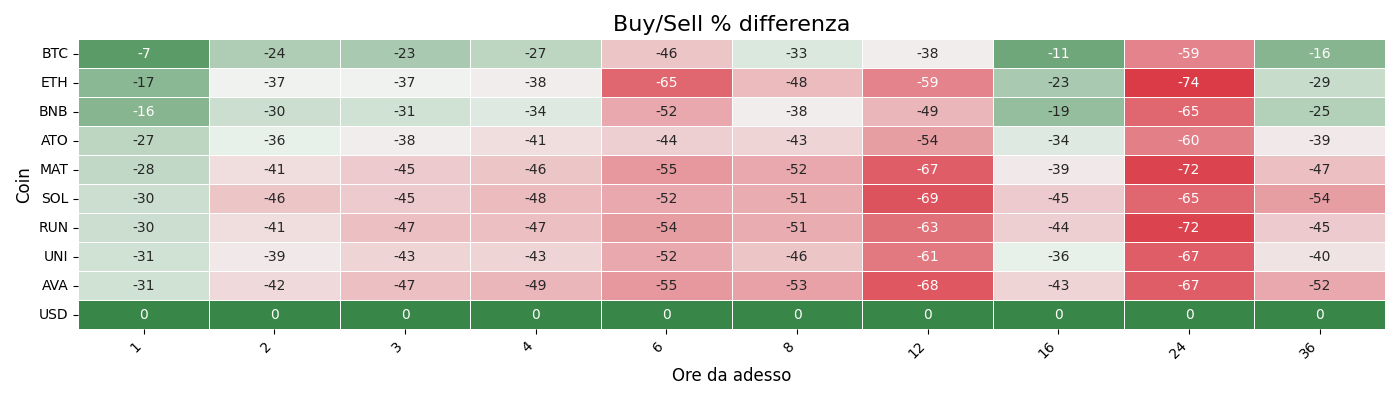 Buy/Sell % differenza
Coin
BTC -7 -24 -23 -27 -46 -33 -38 -11 -59 -16
ETH -17 -37 -37 -38 -65 -48 -59 -23 -74 -29
BNB -16 -30 -31 -34 -52 -38 -49 -19 -65 -25
ATO -27 -36 -38 -41 -44 -43 -54 -34 -60 -39
MAT -28 -41 -45 -46 -55 -52 -67 -39 -72 -47
SOL -30 -46 -45 -48 -52 -51 -69 -45 -65 -54
RUN -30 -41 -47 -47 -54 -51 -63 -44 -72 -45
UNI -31 -39 -43 -43 -52 -46 -61 -36 -67 -40
AVA -31 -42 -47 -49 -55 -53 -68 -43 -67 -52
USD 0 0 0 0 0 0 0 0 0 0
1 2 3 4 6 8 12 16 24 36
Ore da adesso